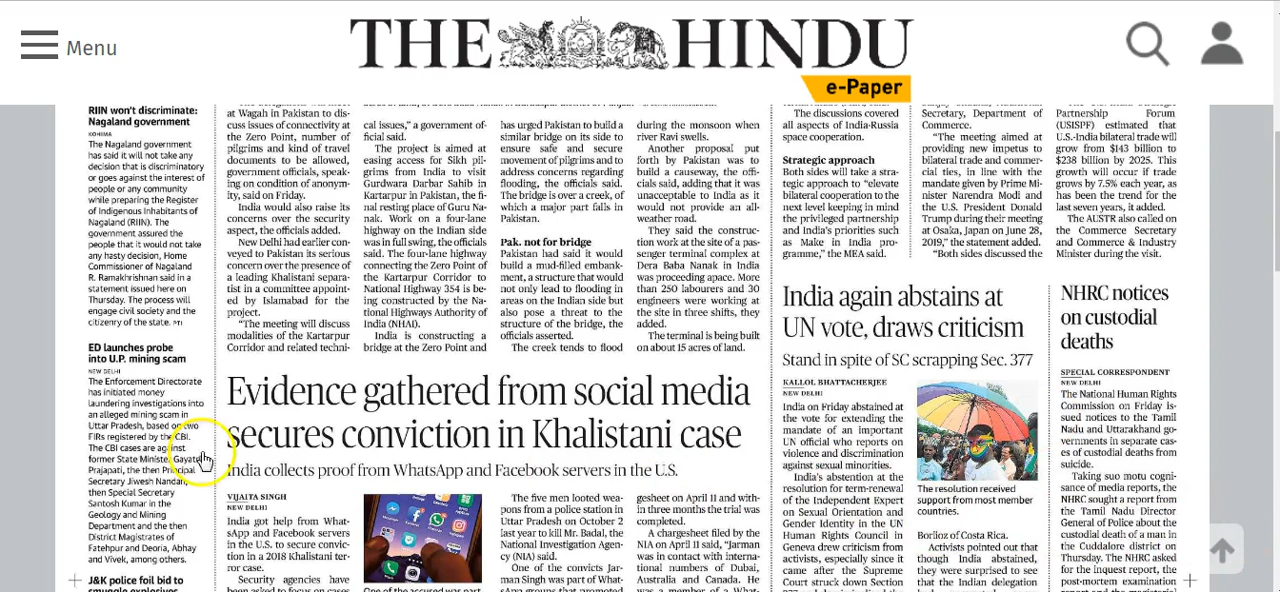 Menu
THE HINDU
e-Paper
RIIN won't discriminate:
Nagaland government
KOHIMA
The Nagaland government
has said it will not take any
decision that is discriminatory
or goes against the interest of
people or any community
while preparing the Register
of Indigenous Inhabitants of
Nagaland (RIIN). The
government assured the
people that it would not take
any hasty decision, Home
Commissioner of Nagaland
R. Ramakhrishnan said in a
statement issued here on
Thursday. The process will
engage civil society and the
citizenry of the state. PTI
ED launches probe
into U.P. mining scam
NEW DELHI
The Enforcement Directorate
has initiated money
laundering investigations into
an alleged mining scam in
Uttar Pradesh, based on two
FIRs registered by the CBI.
The CBI cases are against
former State Minister Gayatri
Prajapati, the then Principal
Secretary Jiwesh Nandan,
then Special Secretary
Santosh Kumar in the
Geology and Mining
Department and the then
District Magistrates of
Fatehpur and Deoria, Abhay
and Vivek, among others.
J&K police foil bid to
smuggle explosives
at Wagah in Pakistan to dis-
cuss issues of connectivity at
the Zero Point, number of
pilgrims and kind of travel
documents to be allowed,
government officials, speak-
ing on condition of anonym-
ity, said on Friday.
India would also raise its
concerns over the security
aspect, the officials added.
New Delhi had earlier con-
veyed to Pakistan its serious
concern over the presence of
a leading Khalistani separa-
tist in a committee appoint-
ed by Islamabad for the
project.
"The meeting will discuss
modalities of the Kartarpur
Corridor and related techni-
cal issues," a government of-
ficial said.
The project is aimed at
easing access for Sikh pil-
grims from India to visit
Gurdwara Darbar Sahib in
Kartarpur in Pakistan, the fi-
nal resting place of Guru Na-
nak. Work on a four-lane
highway on the Indian side
was in full swing, the officials
said. The four-lane highway
connecting the Zero Point of
the Kartarpur Corridor to
National Highway 354 is be-
ing constructed by the Na-
tional Highways Authority of
India (NHAI).
India is constructing a
bridge at the Zero Point and
has urged Pakistan to build a
similar bridge on its side to
ensure safe and secure
movement of pilgrims and to
address concerns regarding
flooding, the officials said.
The bridge is over a creek, of
which a major part falls in
Pakistan.
Pak. not for bridge
Pakistan had said it would
build a mud-filled embank-
ment, a structure that would
not only lead to flooding in
areas on the Indian side but
also pose a threat to the
structure of the bridge, the
officials asserted.
The creek tends to flood
during the monsoon when
river Ravi swells.
Another proposal put
forth by Pakistan was to
build a causeway, the offi-
cials said, adding that it was
unacceptable to India as it
would not provide an all-
weather road.
They said the construc-
tion work at the site of a pas-
senger terminal complex at
Dera Baba Nanak in India
was proceeding apace. More
than 250 labourers and 30
engineers were working at
the site in three shifts, they
added.
The terminal is being built
on about 15 acres of land.
Evidence gathered from social media
secures conviction in Khalistani case
India collects proof from WhatsApp and Facebook servers in the U.S.
VIJAITA SINGH
NEW DELHI
India got help from What-
sApp and Facebook servers
in the U.S. to secure convic-
tion in a 2018 Khalistani ter-
ror case.
Security agencies have
One of the accused was part
The five men looted wea-
pons from a police station in
Uttar Pradesh on October 2
last year to kill Mr. Badal, the
National Investigation Agen-
cy (NIA) said.
One of the convicts Jar-
man Singh was part of What-
sApp groups that promoted
gesheet on April 11 and with-
in three months the trial was
completed.
A chargesheet filed by the
NIA on April 11 said, "Jarman
was in contact with interna-
tional numbers of Dubai,
Australia and Canada. He
was a member of a What-
The discussions covered
all aspects of India-Russia
space cooperation.
Strategic approach
Both sides will take a stra-
tegic approach to "elevate
bilateral cooperation to the
next level keeping in mind
the privileged partnership
and India's priorities such
as Make in India pro-
gramme," the MEA said.
Secretary, Department of
Commerce.
"The meeting aimed at
providing new impetus to
bilateral trade and commer-
cial ties, in line with the
mandate given by Prime Mi-
nister Narendra Modi and
the U.S. President Donald
Trump during their meeting
at Osaka, Japan on June 28,
2019," the statement added.
"Both sides discussed the
Partnership Forum
(USISPF) estimated that
U.S-India bilateral trade will
grow from $143 billion to
$238 billion by 2025. This
growth will occur if trade
grows by 7.5% each year, as
has been the trend for the
last seven years, it added.
The AUSTR also called on
the Commerce Secretary
and Commerce & Industry
Minister during the visit.
India again abstains at
UN vote, draws criticism
Stand in spite of SC scrapping Sec. 377
KALLOL BHATTACHERJEE
NEW DELHI
India on Friday abstained at
the vote for extending the
mandate of an important
UN official who reports on
violence and discrimination
against sexual minorities.
India's abstention at the
resolution for term-renewal
of the Independent Expert
on Sexual Orientation and
Gender Identity in the UN
Human Rights Council in
Geneva drew criticism from
activists, especially since it
came after the Supreme
Court struck down Section
The resolution received
support from most member
countries.
Borlioz of Costa Rica.
Activists pointed out that
though India abstained,
they were surprised to see
that the Indian delegation
NHRC notices
on custodial
deaths
SPECIAL CORRESPONDENT
NEW DELHI
The National Human Rights
Commission on Friday is-
sued notices to the Tamil
Nadu and Uttarakhand go-
vernments in separate cas-
es of custodial deaths from
suicide.
Taking suo motu cogni-
sance of media reports, the
NHRC sought a report from
the Tamil Nadu Director
General of Police about the
custodial death of a man in
the Cuddalore district on
Thursday. The NHRC asked
for the inquest report, the
post-mortem examination